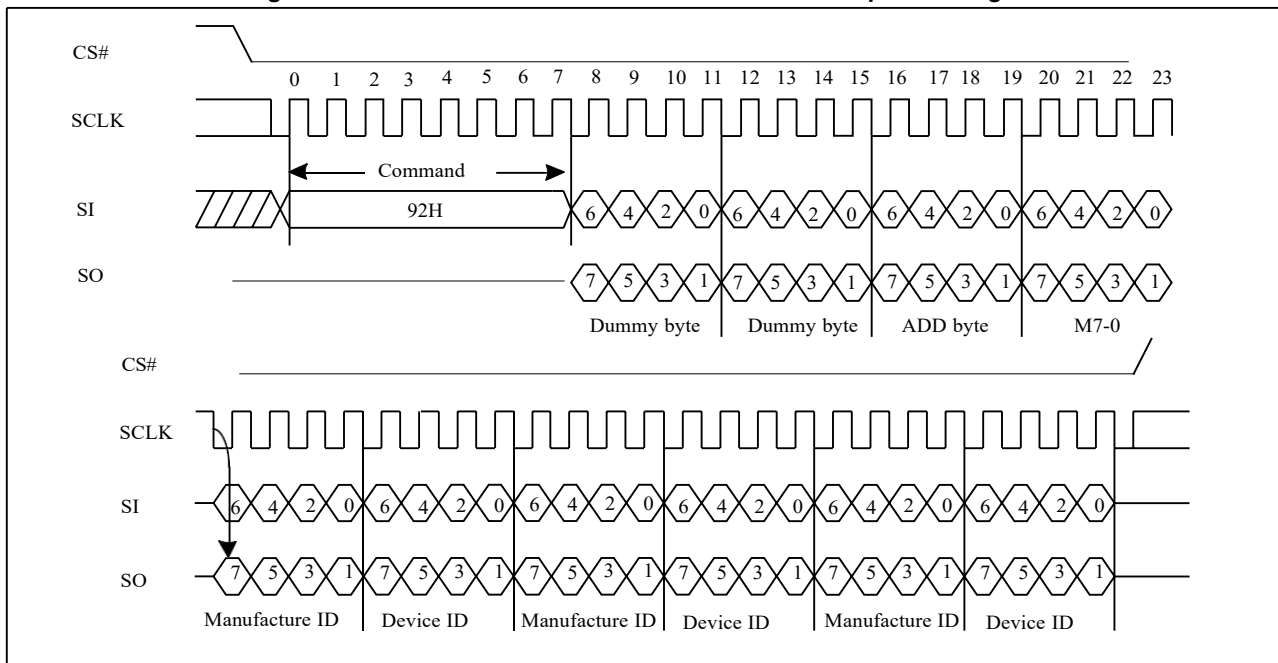 CS#
0 1 2 3 4 5 6 7 8 9 10 11 12 13 14 15 16 17 18 19 20 21 22 23
SCLK
Command
SI 92H 6 4 2 0 6 4 2 0 6 4 2 0 6 4 2 0
SO 7 5 3 1 7 5 3 1 7 5 3 1 7 5 3 1
Dummy byte Dummy byte ADD byte M7-0
CS#
SCLK
SI 6 4 2 0 6 4 2 0 6 4 2 0 6 4 2 0 6 4 2 0 6 4 2 0
SO 7 5 3 1 7 5 3 1 7 5 3 1 7 5 3 1 7 5 3 1 7 5 3 1
Manufacture ID Device ID Manufacture ID Device ID Manufacture ID Device ID